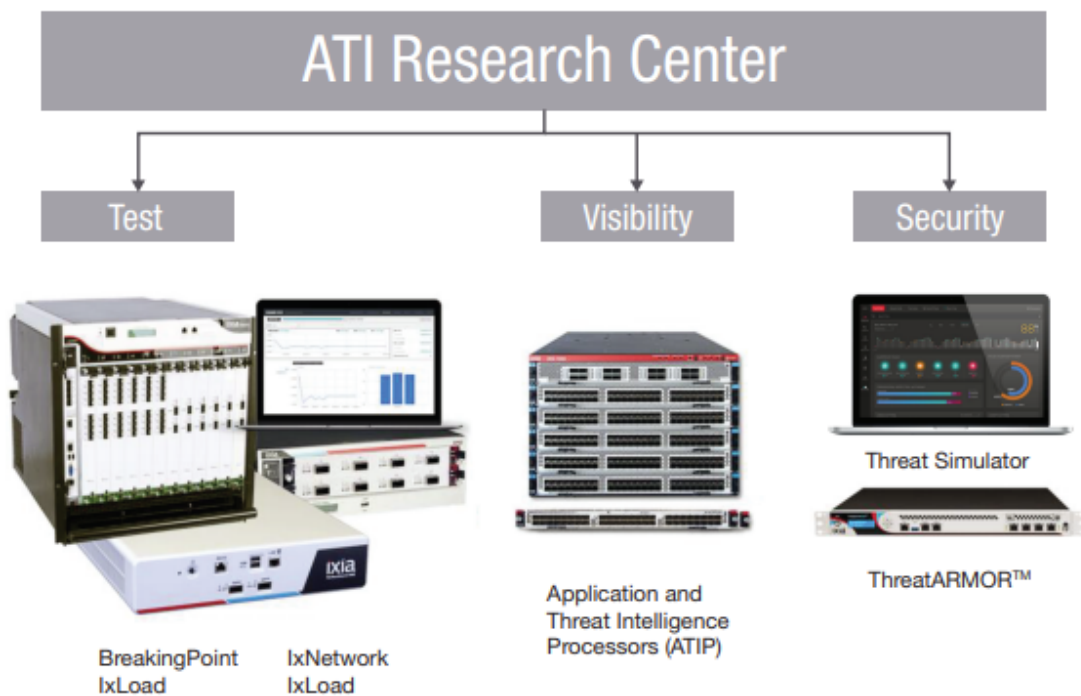 ATI Research Center
Test
Visibility
Security
ixia
Threat Simulator
ThreatARMOR™
Application and
Threat Intelligence
Processors (ATIP)
BreakingPoint
IxLoad
IxNetwork
IxLoad